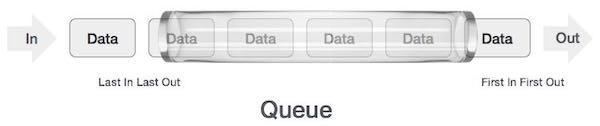 In Data Data Data Data Data Data Out
Last In Last Out First In First Out
Queue